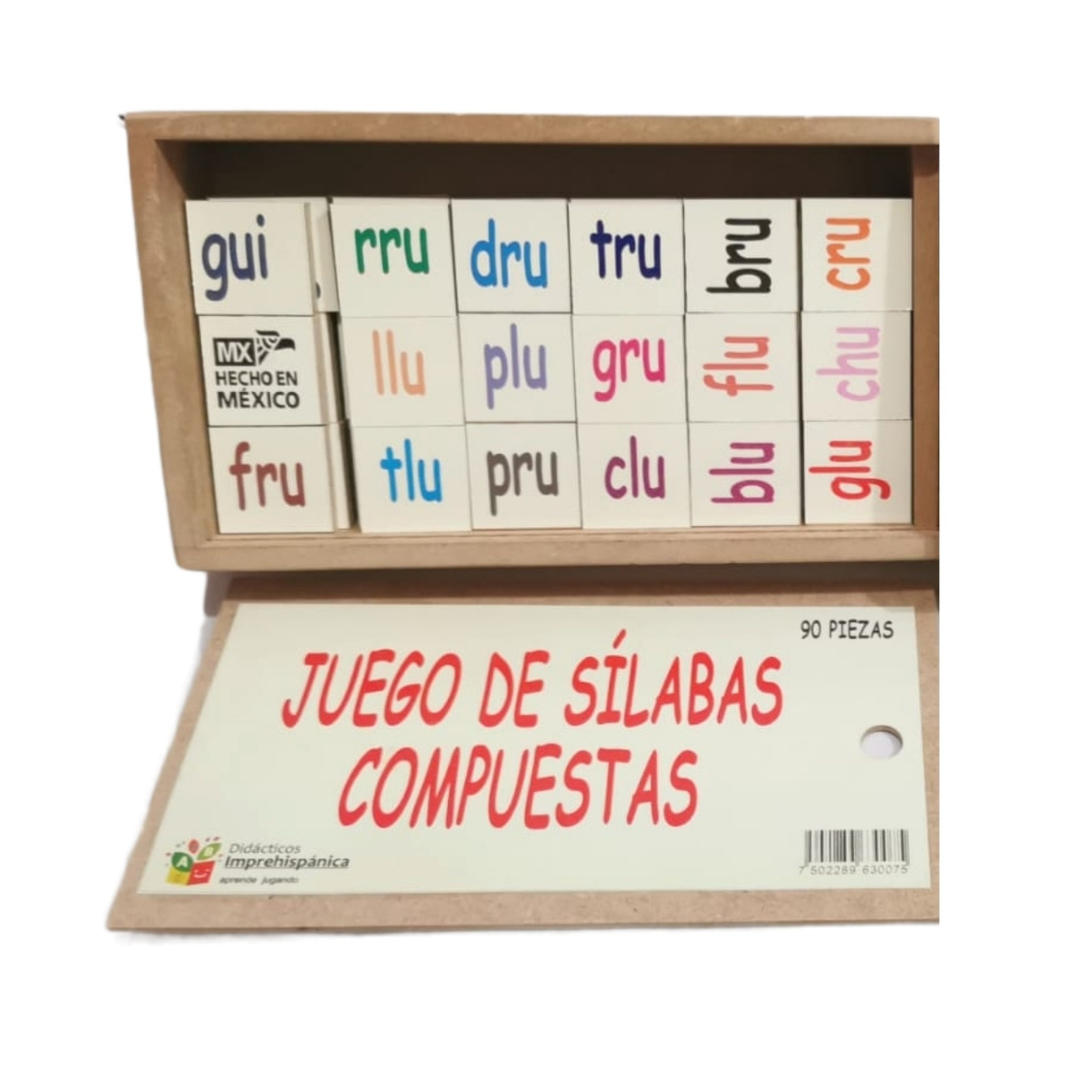 gui rru dru tru bru cru
MX
HECHO EN
MÉXICO
llu plu gru flu chu
fru tlu pru clu blu glu
90 PIEZAS
JUEGO DE SÍLABAS
COMPUESTAS
Didácticos
Imprehispánica
aprende jugando
7 502289 630075